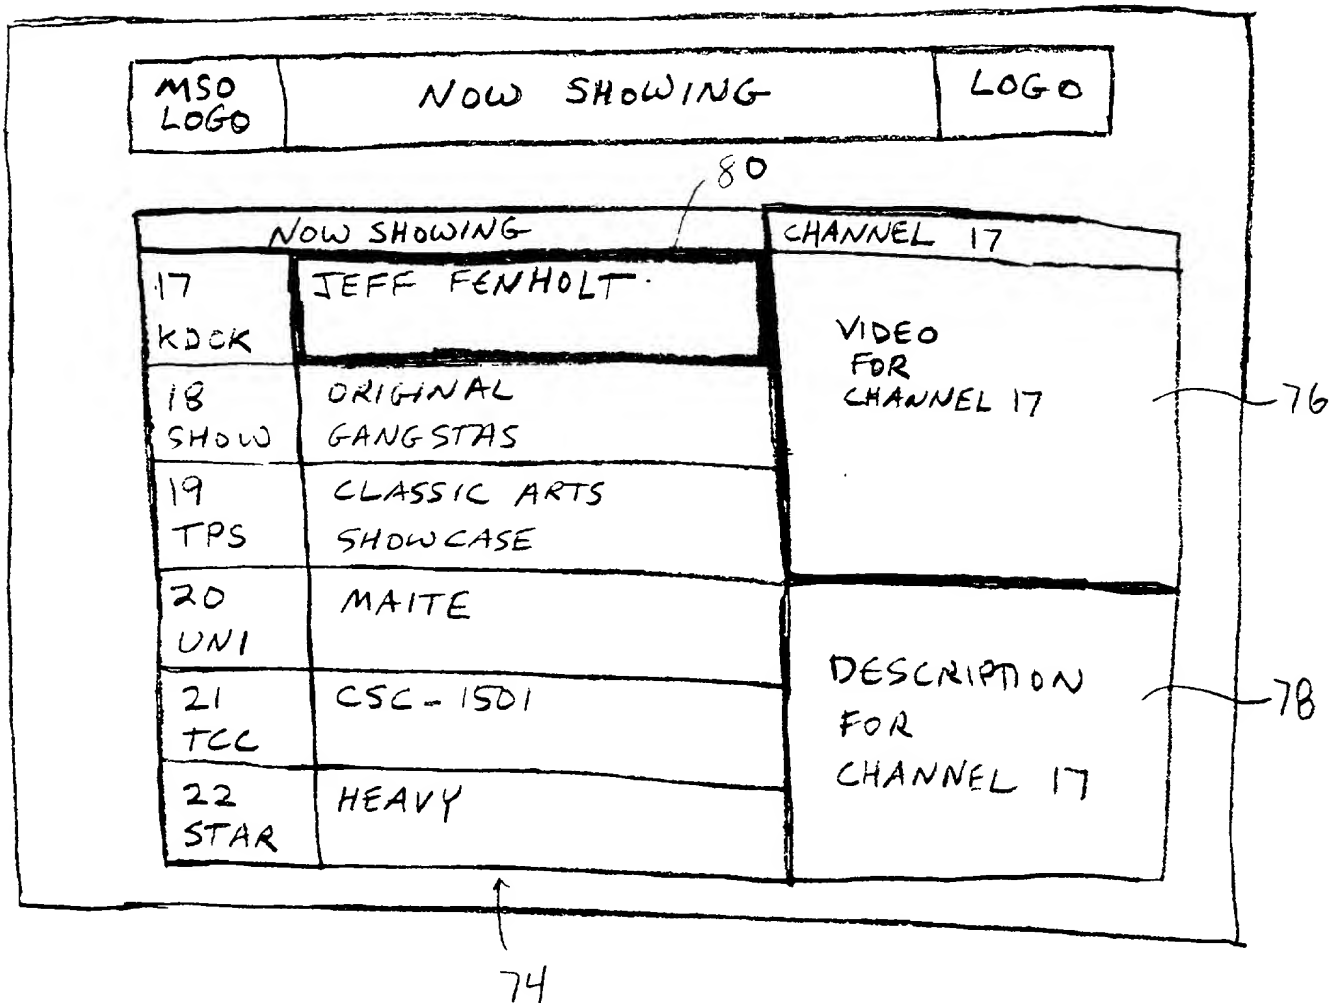 MSO
LOGO
NOW SHOWING
LOGO
80
NOW SHOWING
CHANNEL 17
17
KDCK
JEFF FENHOLT
VIDEO
FOR
CHANNEL 17
76
18
SHOW
ORIGINAL
GANGSTAS
19
TPS
CLASSIC ARTS
SHOWCASE
20
UNI
MAITE
DESCRIPTION
FOR
CHANNEL 17
78
21
TCC
CSC-1501
22
STAR
HEAVY
74